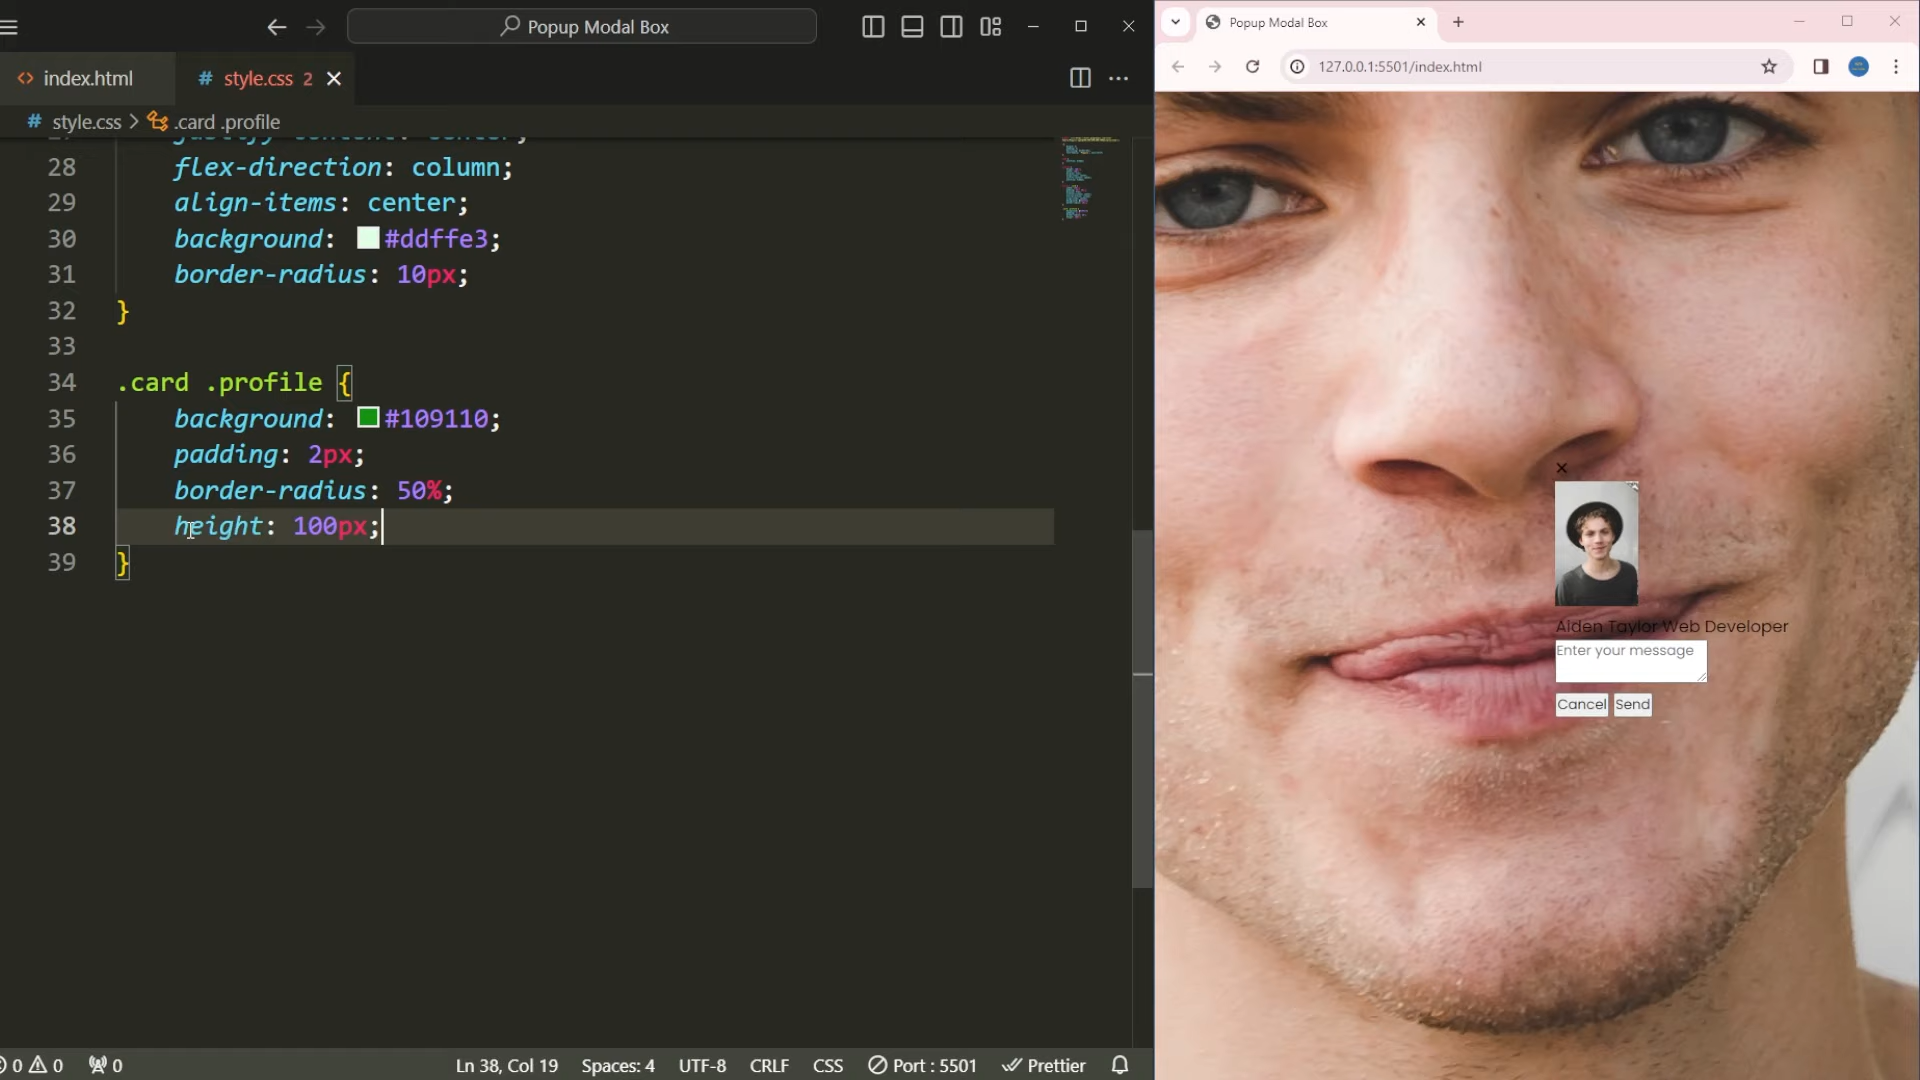 Popup Modal Box
index.html
style.css 2
style.css > .card .profile
27 justify-content: center;
28 flex-direction: column;
29 align-items: center;
30 background: #ddffe3;
31 border-radius: 10px;
32 }
33
34 .card .profile {
35 background: #109110;
36 padding: 2px;
37 border-radius: 50%;
38 height: 100px;
39 }
0 0 0
Ln 38, Col 19
Spaces: 4
UTF-8
CRLF
CSS
Port : 5501
Prettier
Popup Modal Box
127.0.0.1:5501/index.html
Aiden Taylor Web Developer
Enter your message
Cancel Send